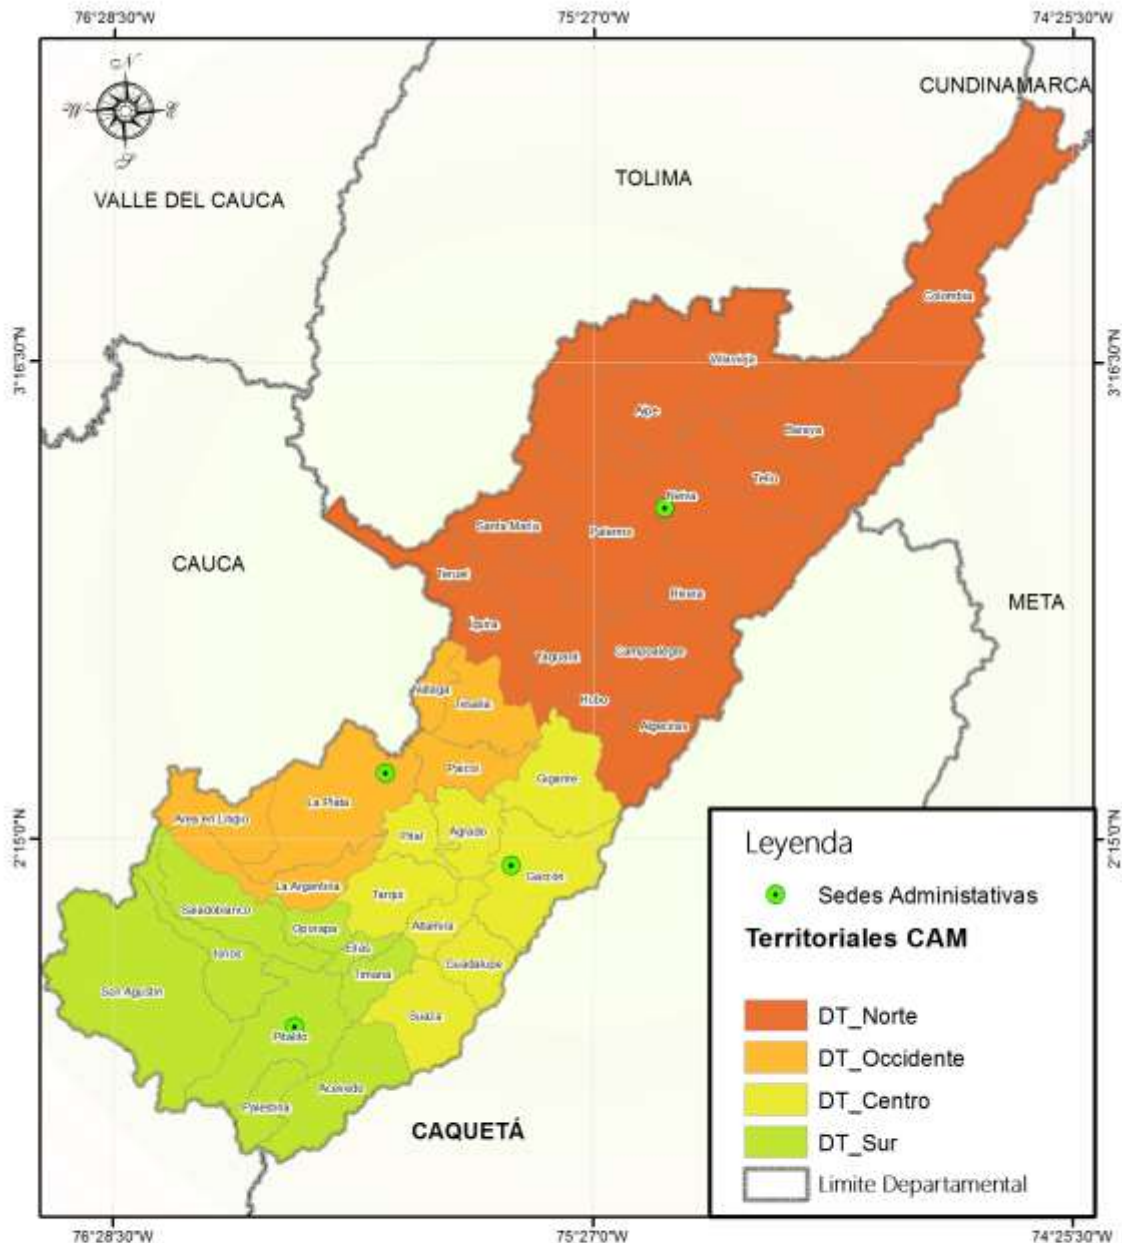 76°28'30"W 75°27'0"W 74°25'30"W
N
W E
S
CUNDINAMARCA
TOLIMA
VALLE DEL CAUCA
Colombia
3°16'30"N 3°16'30"N
Villavieja
Aipe
Baraya
Tello
Neiva
Santa Maria
Palermo
CAUCA
Teruel
Rivera
META
Iquira
Yaguará
Campoalegre
Nátaga
Tesalia
Hobo
Algeciras
Paicol
Gigante
La Plata
Area en Litigio
Pital
Agrado
2°15'0"N 2°15'0"N
Garzón
La Argentina
Tarqui
Saladoblanco
Oporapa
Altamira
Elías
Isnos
Guadalupe
Timaná
San Agustin
Suaza
Pitalito
Acevedo
Palestina
CAQUETÁ
Leyenda
Sedes Administativas
Territoriales CAM
DT_Norte
DT_Occidente
DT_Centro
DT_Sur
Limite Departamental
76°28'30"W 75°27'0"W 74°25'30"W